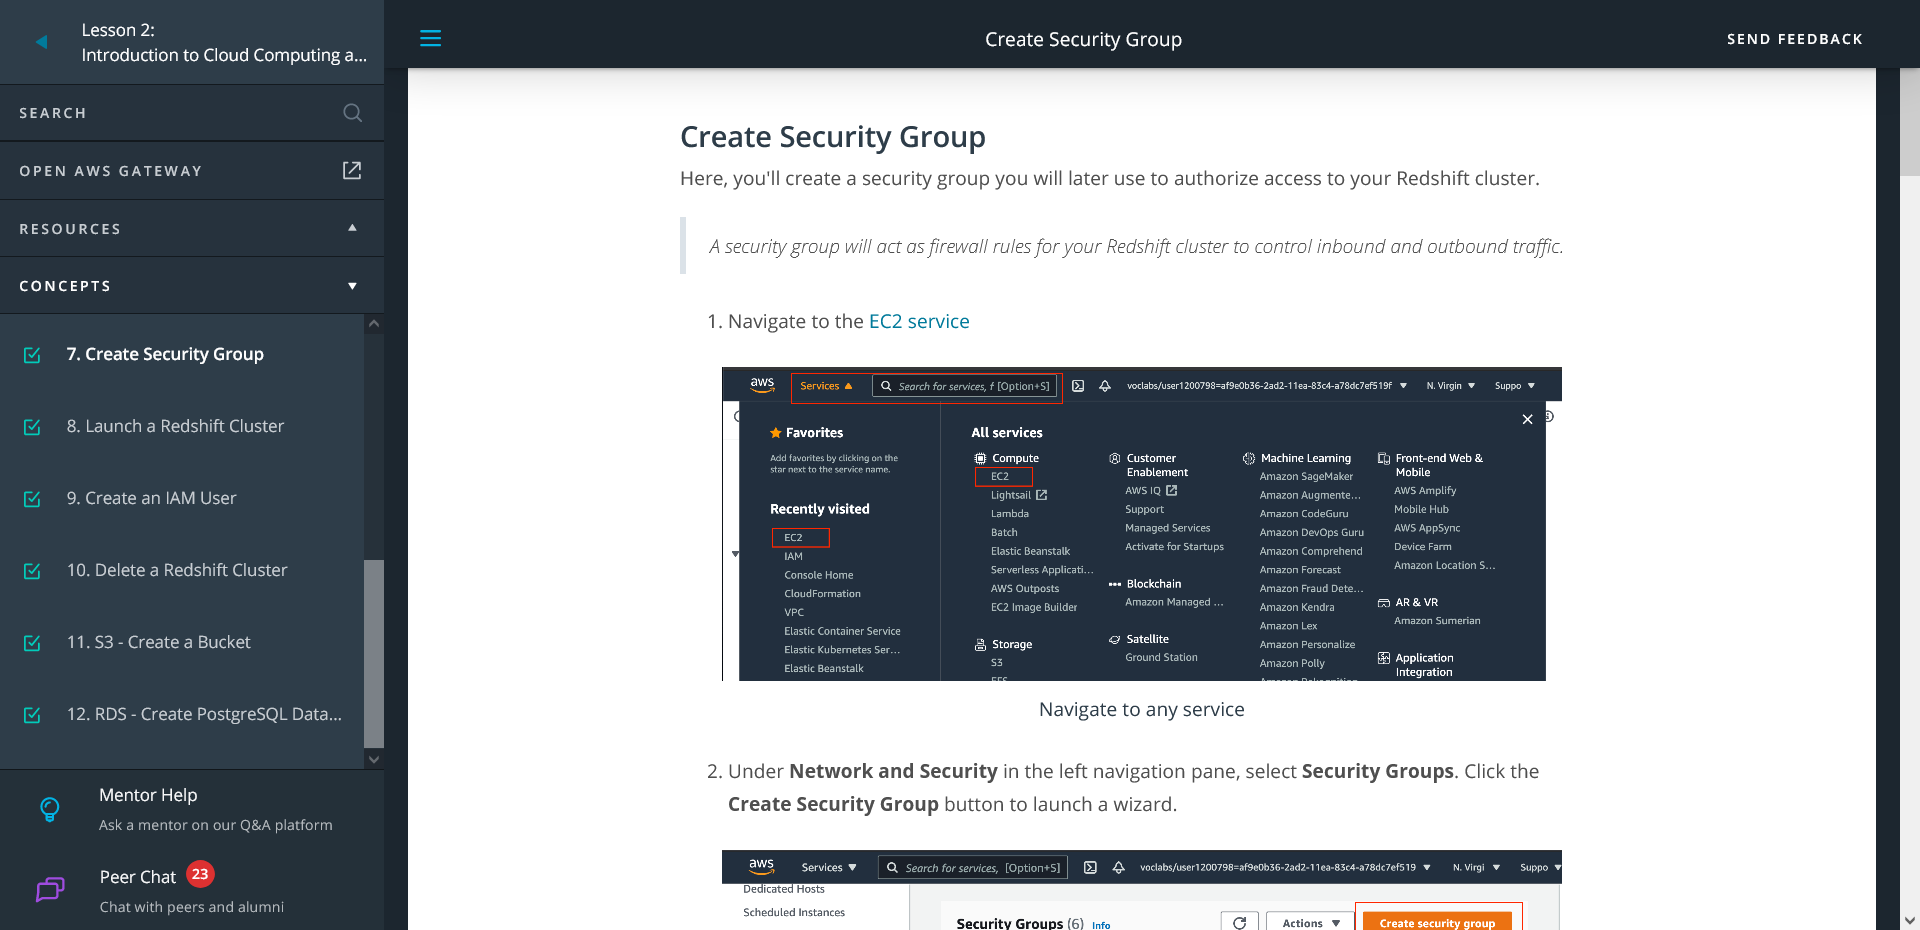 Lesson 2:
Introduction to Cloud Computing a...
SEARCH
OPEN AWS GATEWAY
RESOURCES
CONCEPTS
7. Create Security Group
8. Launch a Redshift Cluster
9. Create an IAM User
10. Delete a Redshift Cluster
11. S3 - Create a Bucket
12. RDS - Create PostgreSQL Data...
Mentor Help
Ask a mentor on our Q&A platform
Peer Chat 23
Chat with peers and alumni
Create Security Group
SEND FEEDBACK
Create Security Group
Here, you'll create a security group you will later use to authorize access to your Redshift cluster.
A security group will act as firewall rules for your Redshift cluster to control inbound and outbound traffic.
1. Navigate to the EC2 service
aws Services Search for services, f [Option+S] voclabs/user1200798=af9e0b36-2ad2-11ea-83c4-a78dc7ef519f N. Virgin Suppo
Favorites
Add favorites by clicking on the
star next to the service name.
Recently visited
EC2
IAM
Console Home
CloudFormation
VPC
Elastic Container Service
Elastic Kubernetes Ser...
Elastic Beanstalk
All services
Compute
EC2
Lightsail
Lambda
Batch
Elastic Beanstalk
Serverless Applicati...
AWS Outposts
EC2 Image Builder
Storage
S3
EFS
Customer
Enablement
AWS IQ
Support
Managed Services
Activate for Startups
Blockchain
Amazon Managed ...
Satellite
Ground Station
Machine Learning
Amazon SageMaker
Amazon Augmente...
Amazon CodeGuru
Amazon DevOps Guru
Amazon Comprehend
Amazon Forecast
Amazon Fraud Dete...
Amazon Kendra
Amazon Lex
Amazon Personalize
Amazon Polly
Amazon Rekognition
Front-end Web &
Mobile
AWS Amplify
Mobile Hub
AWS AppSync
Device Farm
Amazon Location S...
AR & VR
Amazon Sumerian
Application
Integration
Navigate to any service
2. Under Network and Security in the left navigation pane, select Security Groups. Click the
Create Security Group button to launch a wizard.
aws Services Search for services, [Option+S] voclabs/user1200798=af9e0b36-2ad2-11ea-83c4-a78dc7ef519 N. Virgi Suppo
Dedicated Hosts
Scheduled Instances
Security Groups (6) Info Actions Create security group